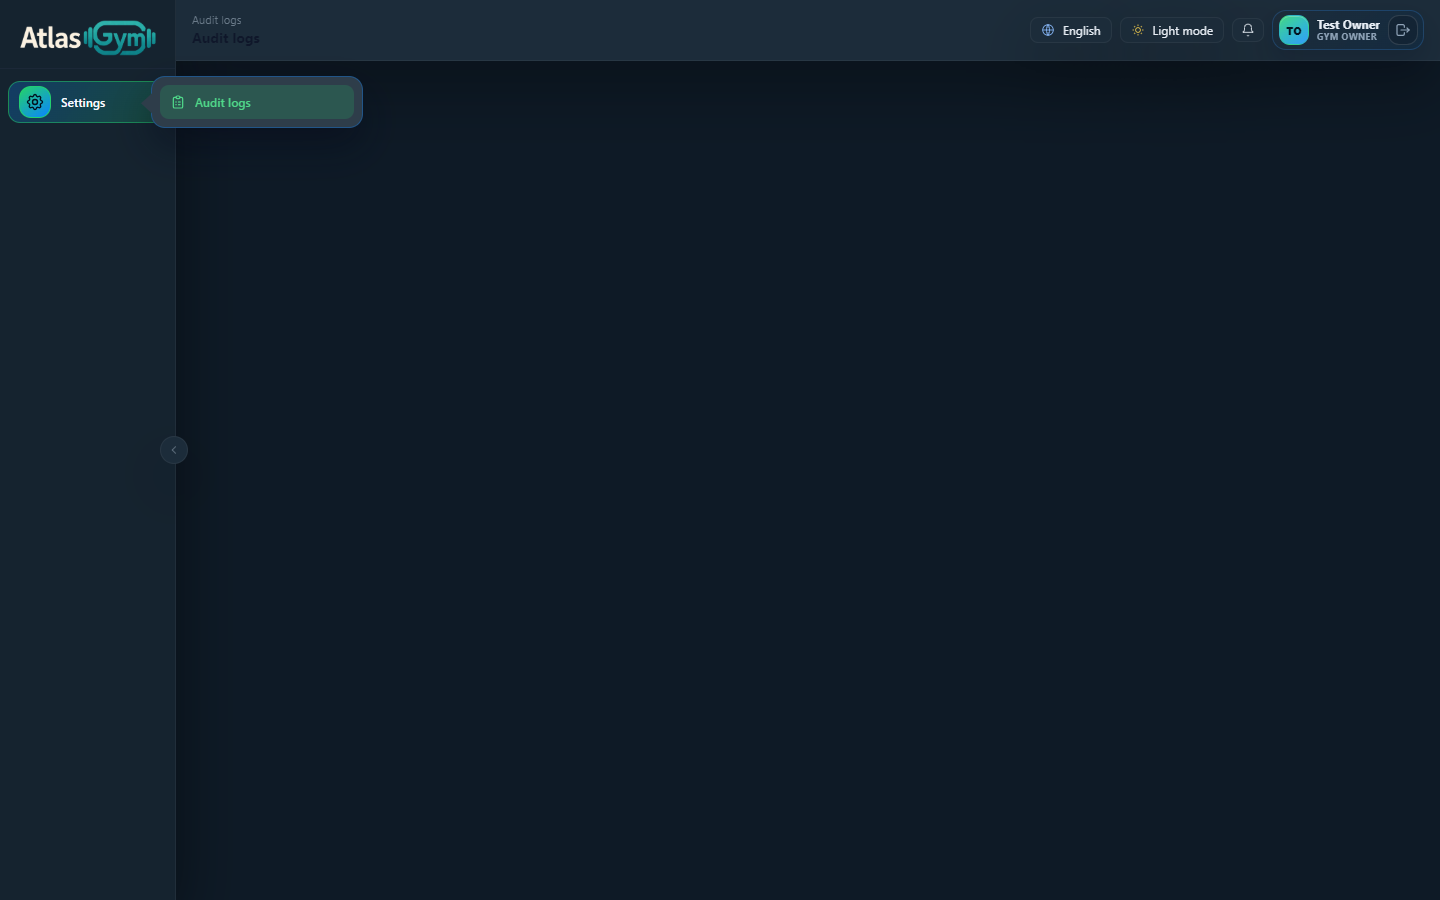 Atlas Gym
Audit logs
Audit logs
English
Light mode
TO
Test Owner
GYM OWNER
Settings
Audit logs